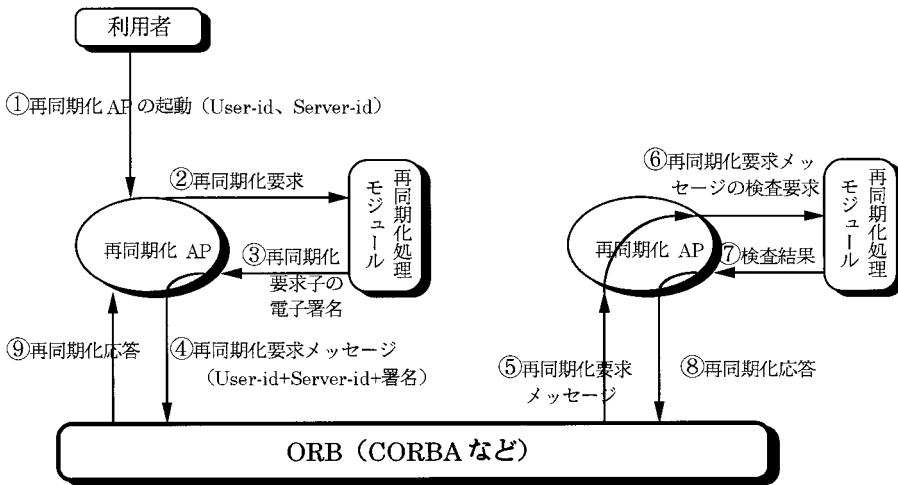 利用者
①再同期化 AP の起動（User-id、Server-id）
②再同期化要求
再同期化処理
モジュール
再同期化 AP
③再同期化
要求子の
電子署名
⑨再同期化応答
④再同期化要求メッセージ
（User-id+Server-id+署名）
⑥再同期化要求メッ
セージの検査要求
再同期化処理
モジュール
再同期化 AP
⑦検査結果
⑤再同期化要求
メッセージ
⑧再同期化応答
ORB（CORBA など）